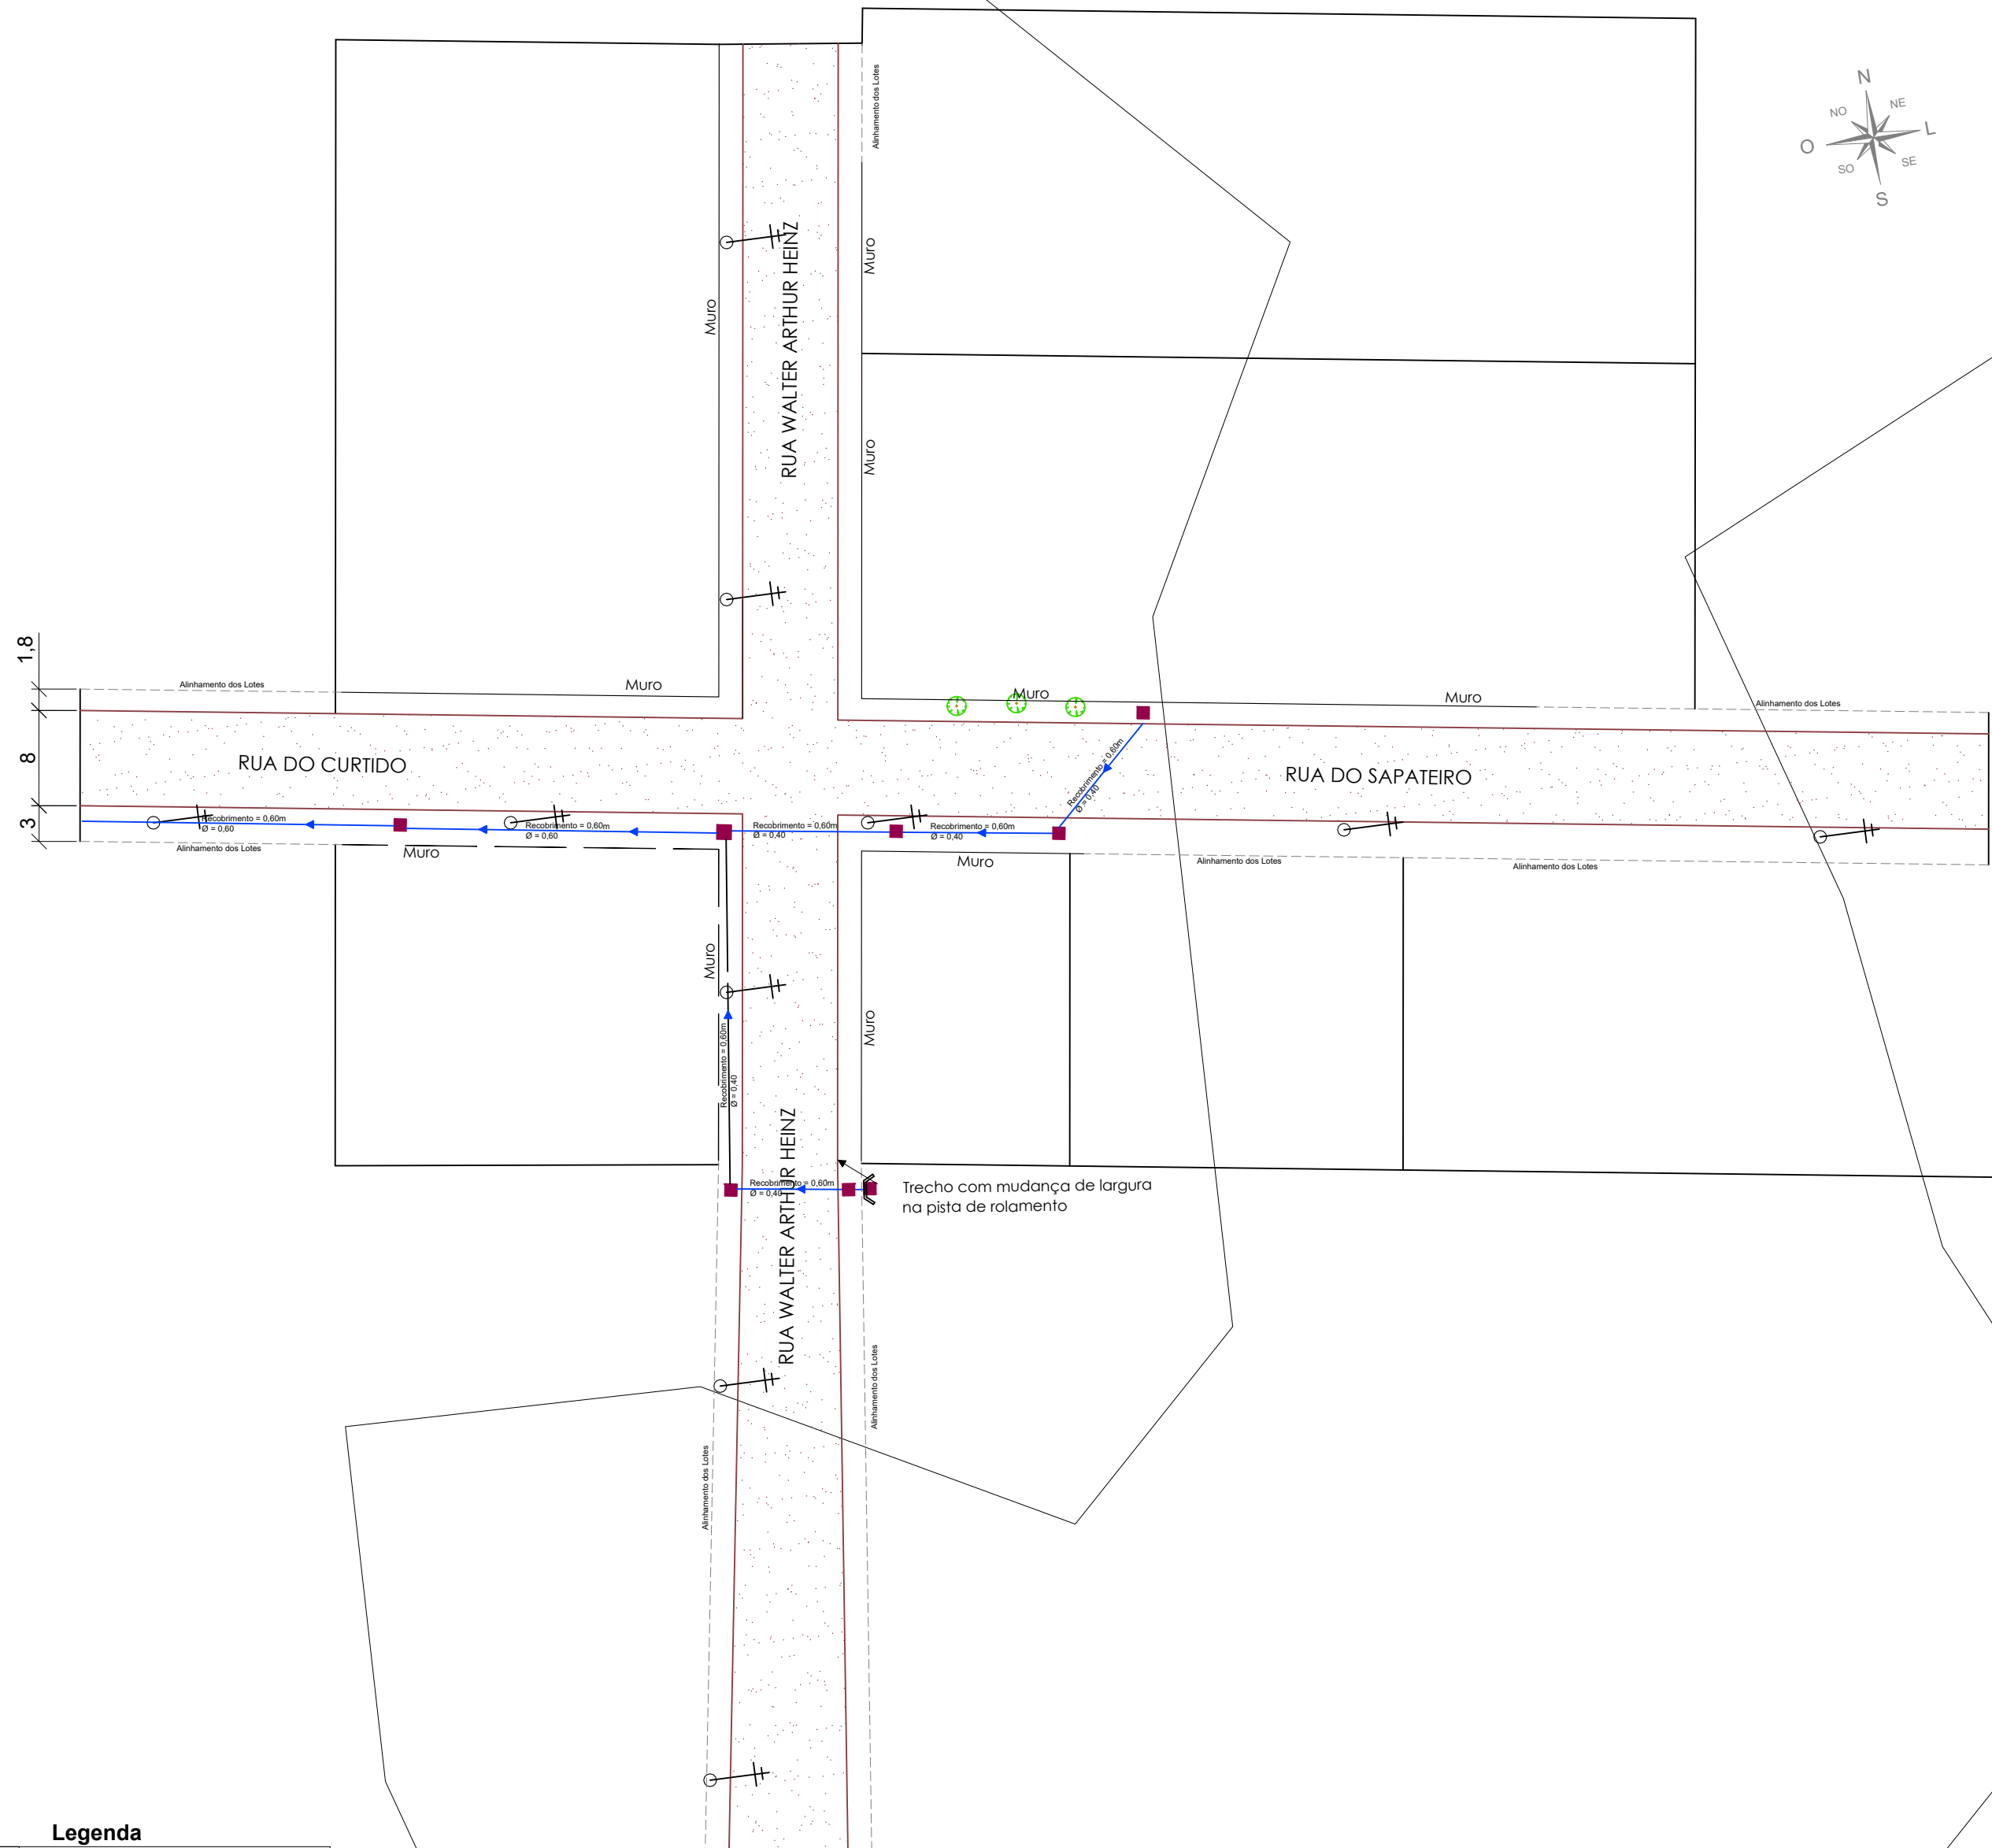 N
NO
NE
O
L
SO
SE
S
Alinhamento dos Lotes
RUA WALTER ARTHUR HEINZ
Muro
Muro
Muro
1,8
8
3
Alinhamento dos Lotes
Muro
Muro
Muro
Alinhamento dos Lotes
RUA DO CURTIDO
RUA DO SAPATEIRO
Recobrimento = 0,60m
Ø = 0,40
Recobrimento = 0,60m
Ø = 0,60
Recobrimento = 0,60m
Ø = 0,60
Recobrimento = 0,60m
Ø = 0,40
Recobrimento = 0,60m
Ø = 0,40
Alinhamento dos Lotes
Muro
Muro
Alinhamento dos Lotes
Alinhamento dos Lotes
Muro
Muro
Recobrimento = 0,60m
Ø = 0,40
RUA WALTER ARTHUR HEINZ
Recobrimento = 0,60m
Ø = 0,40
Trecho com mudança de largura
na pista de rolamento
Alinhamento dos Lotes
Alinhamento dos Lotes
Legenda